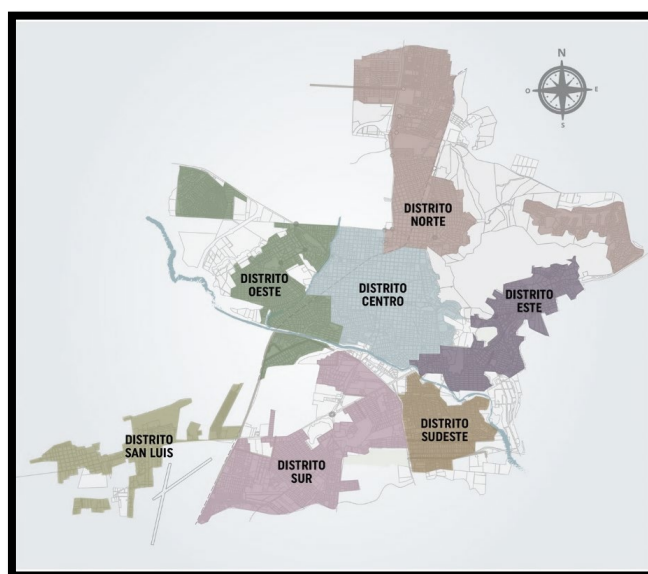 N
O
E
S
DISTRITO
NORTE
DISTRITO
OESTE
DISTRITO
CENTRO
DISTRITO
ESTE
DISTRITO
SAN LUIS
DISTRITO
SUR
DISTRITO
SUDESTE